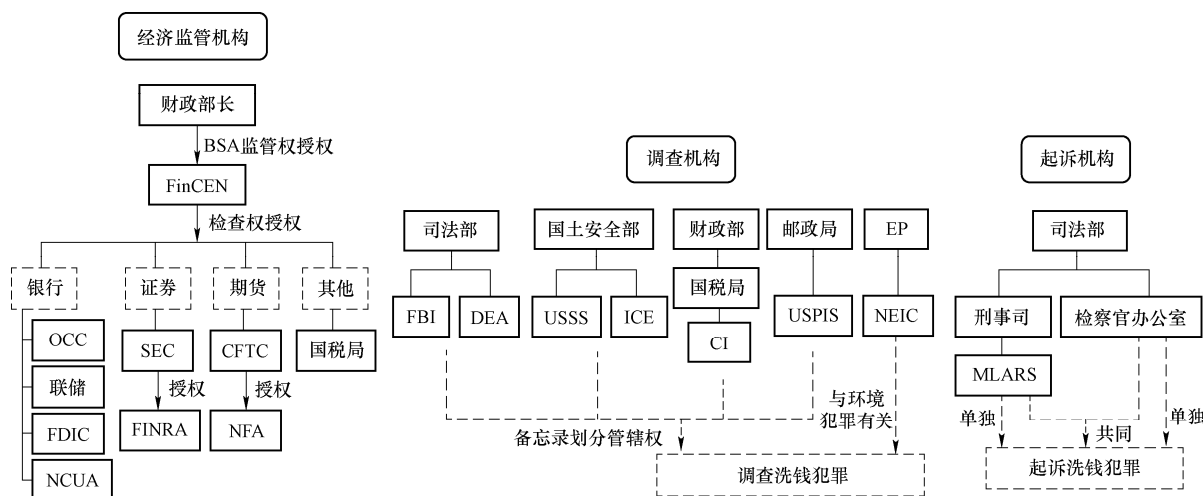 经济监管机构
财政部长
BSA监管权授权
FinCEN
检查权授权
银行
证券
期货
其他
OCC
联储
FDIC
NCUA
SEC
授权
FINRA
CFTC
授权
NFA
国税局
调查机构
司法部
国土安全部
财政部
邮政局
EP
FBI
DEA
USSS
ICE
国税局
CI
USPIS
NEIC
与环境
犯罪有关
备忘录划分管辖权
调查洗钱犯罪
起诉机构
司法部
刑事司
检察官办公室
MLARS
单独
共同
单独
起诉洗钱犯罪